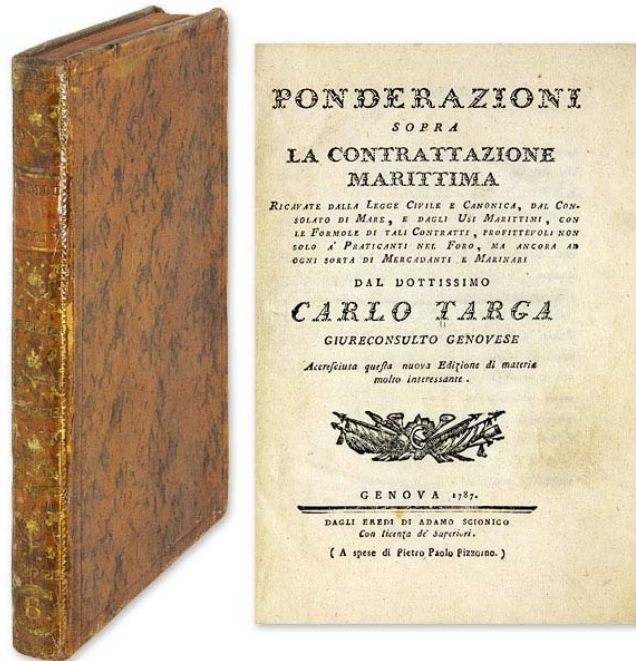 PONDERAZIONI
SOPRA
LA CONTRATTAZIONE
MARITTIMA
RICAVATE DALLA LEGGE CIVILE E CANONICA, DAL CON-
SOLATO DI MARE, E DAGLI USI MARITTIMI, CON
LE FORMOLE DI TALI CONTRATTI, PROFITTEVOLI NON
SOLO A' PRATICANTI NEL FORO, MA ANCORA AD
OGNI SORTA DI MERCADANTI E MARINARI
DAL DOTTISSIMO
CARLO TARGA
GIURECONSULTO GENOVESE
Accresciuta questa nuova Edizione di materia
molto interessante.
GENOVA 1787.
DAGLI EREDI DI ADAMO SCIONICO
Con licenza de' Superiori.
( A spese di Pietro Paolo Pizzorno. )
8